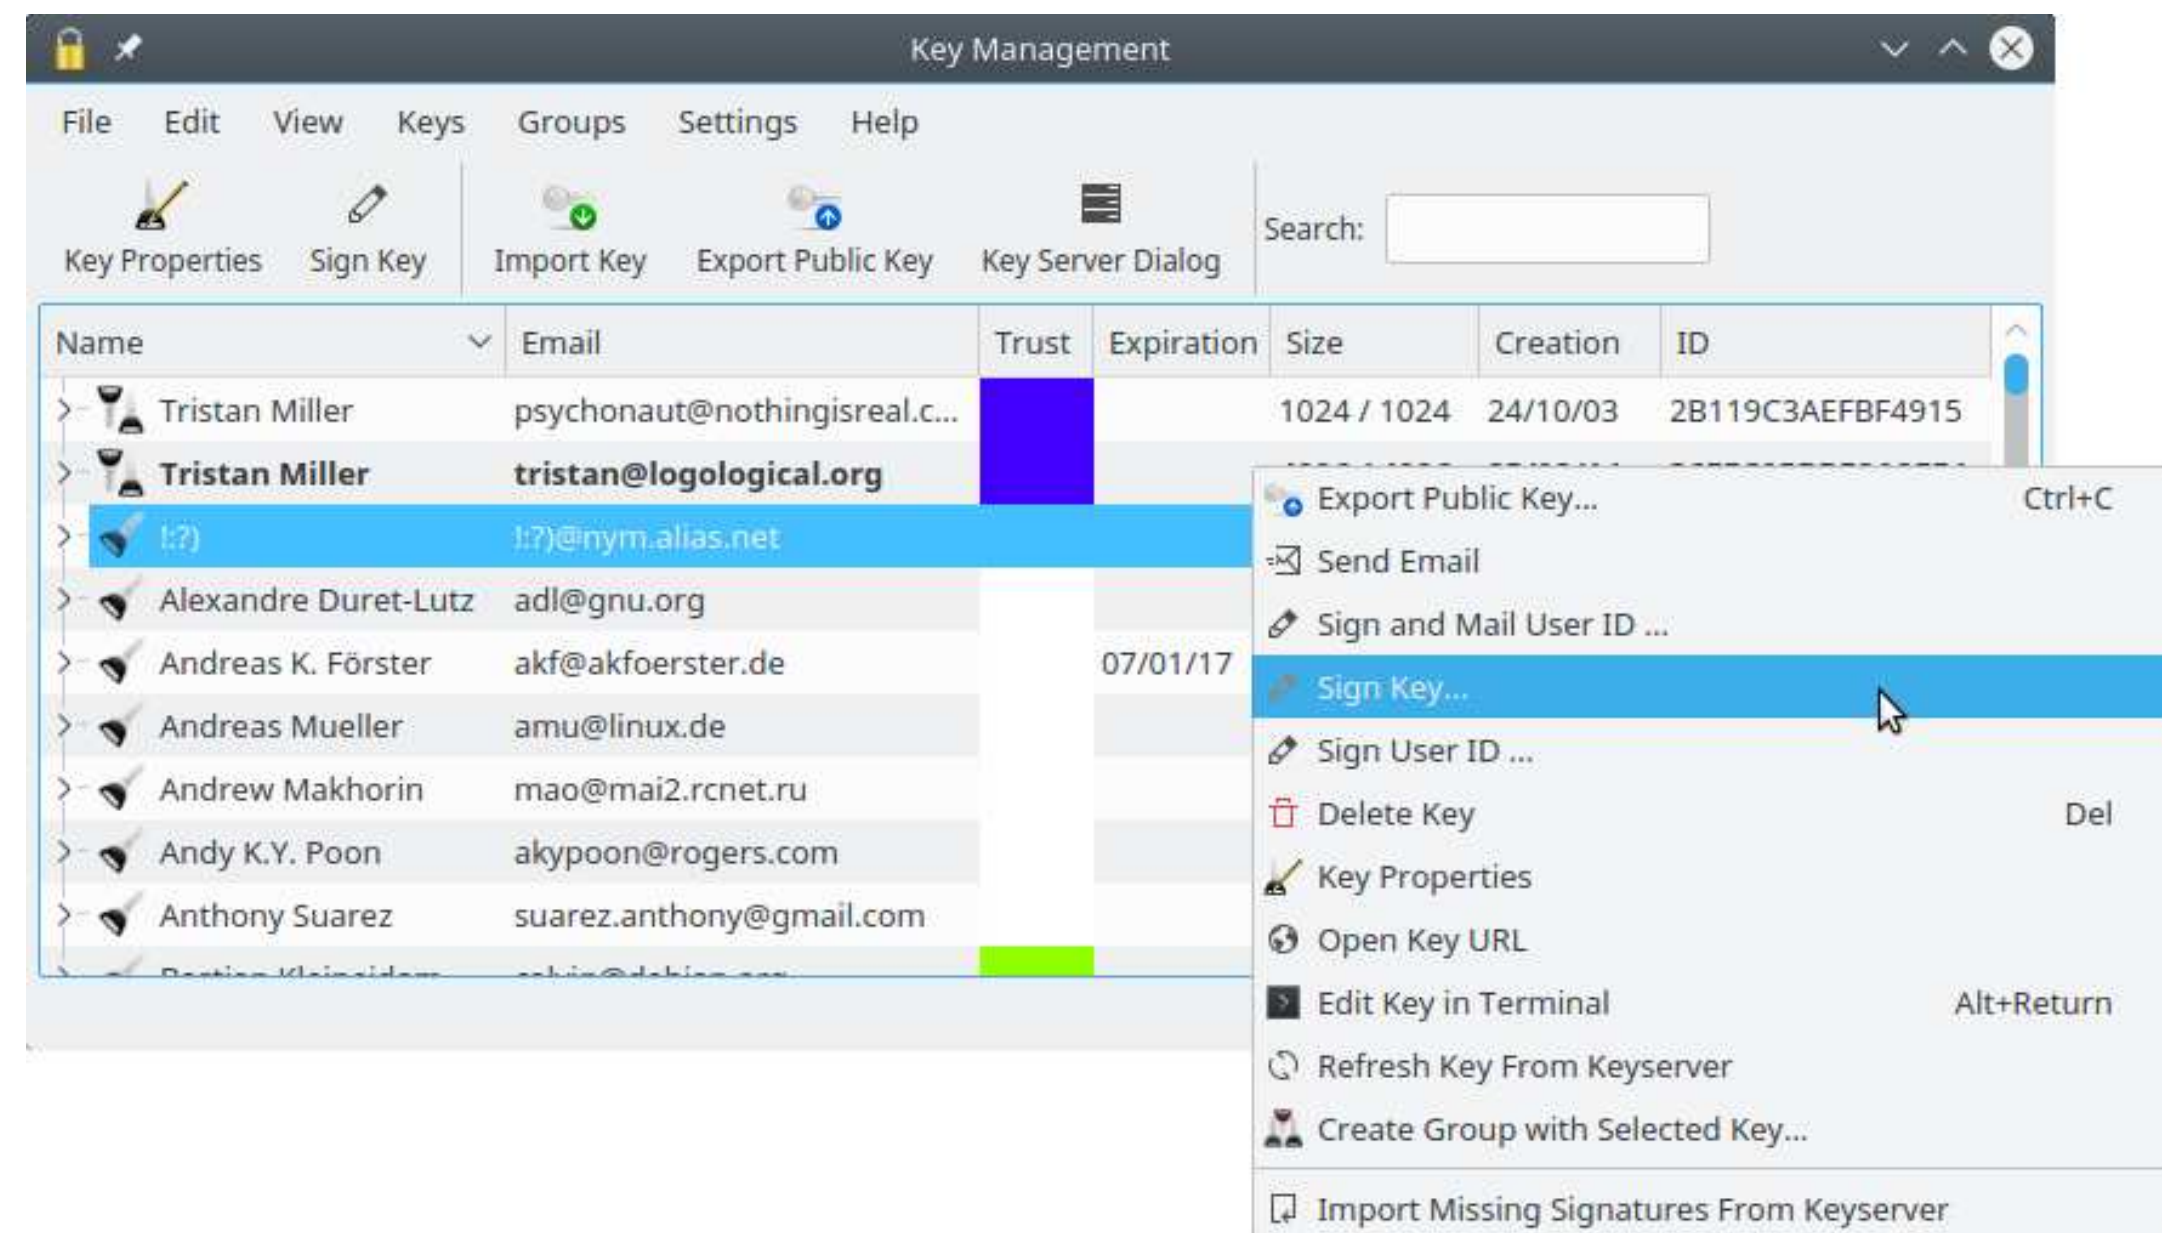 Key Management
File Edit View Keys Groups Settings Help
Key Properties Sign Key Import Key Export Public Key Key Server Dialog Search:
Name Email Trust Expiration Size Creation ID
Tristan Miller psychonaut@nothingisreal.c... 1024 / 1024 24/10/03 2B119C3AEFBF4915
Tristan Miller tristan@logological.org
!:?) !:?)@nym.alias.net
Alexandre Duret-Lutz adl@gnu.org
Andreas K. Förster akf@akfoerster.de 07/01/17
Andreas Mueller amu@linux.de
Andrew Makhorin mao@mai2.rcnet.ru
Andy K.Y. Poon akypoon@rogers.com
Anthony Suarez suarez.anthony@gmail.com
Export Public Key... Ctrl+C
Send Email
Sign and Mail User ID ...
Sign Key...
Sign User ID ...
Delete Key Del
Key Properties
Open Key URL
Edit Key in Terminal Alt+Return
Refresh Key From Keyserver
Create Group with Selected Key...
Import Missing Signatures From Keyserver